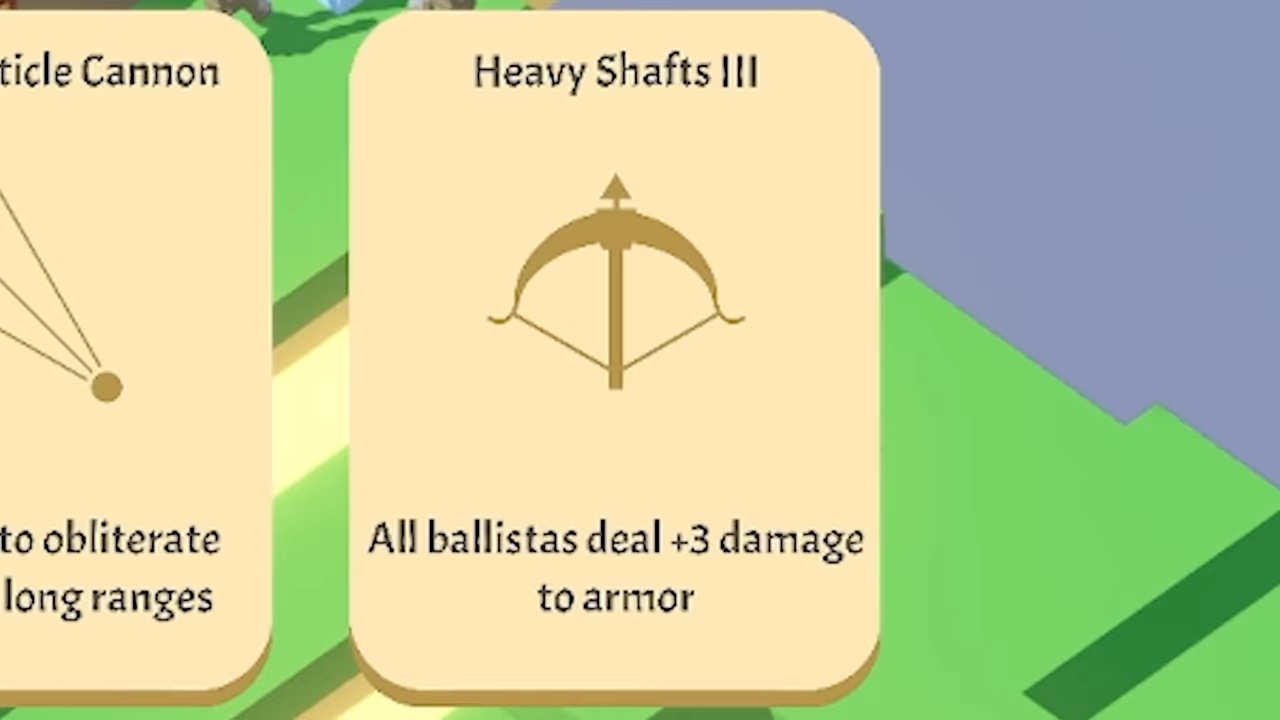 ticle Cannon
to obliterate
long ranges
Heavy Shafts III
All ballistas deal +3 damage
to armor